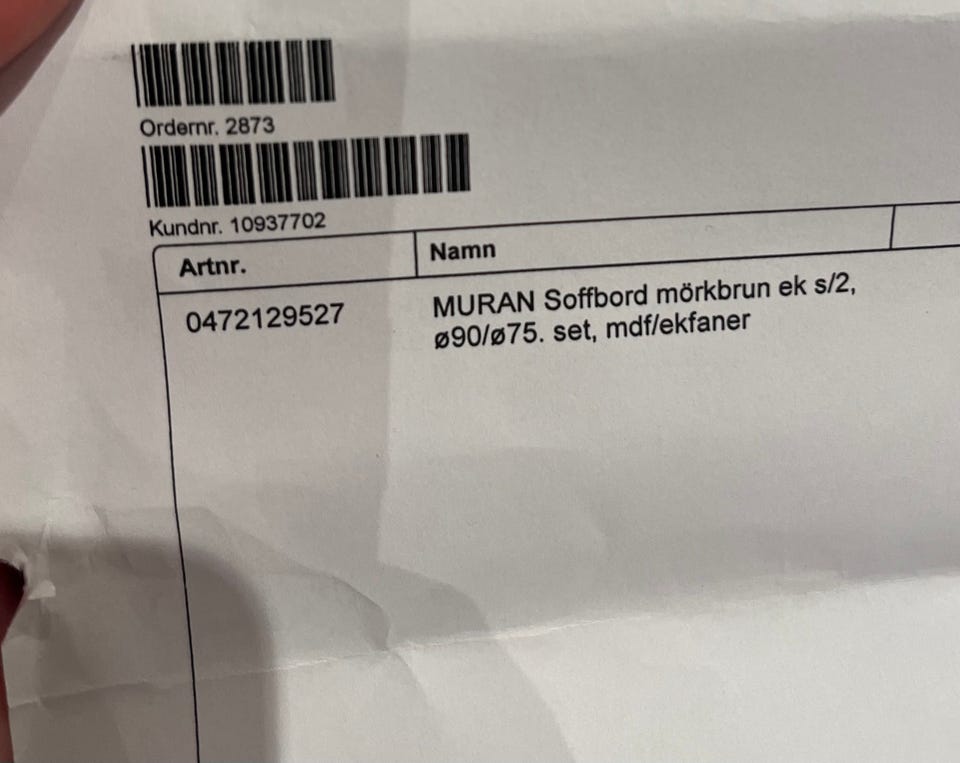 Ordernr. 2873
Kundnr. 10937702
Artnr. Namn
0472129527 MURAN Soffbord mörkbrun ek s/2,
ø90/ø75. set, mdf/ekfaner